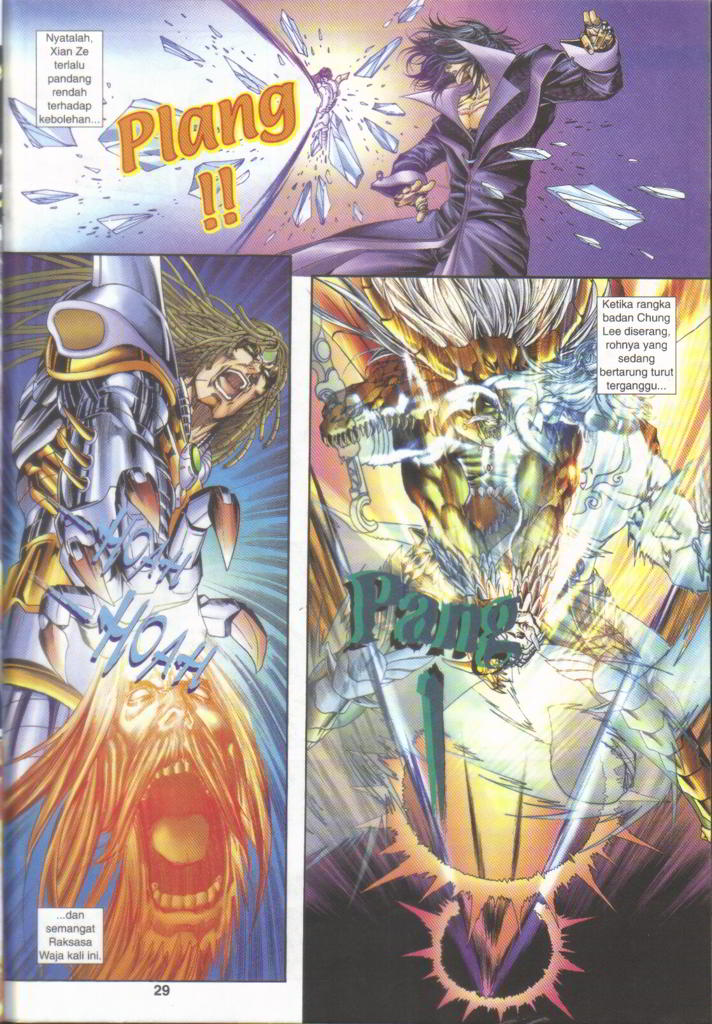 Nyatalah,
Xian Ze
terlalu
pandang
rendah
terhadap
kebolehan...
Plang
!!
HOAH
HOAH
...dan
semangat
Raksasa
Waja kali ini.
Ketika rangka
badan Chung
Lee diserang,
rohnya yang
sedang
bertarung turut
terganggu...
Pang
!
29